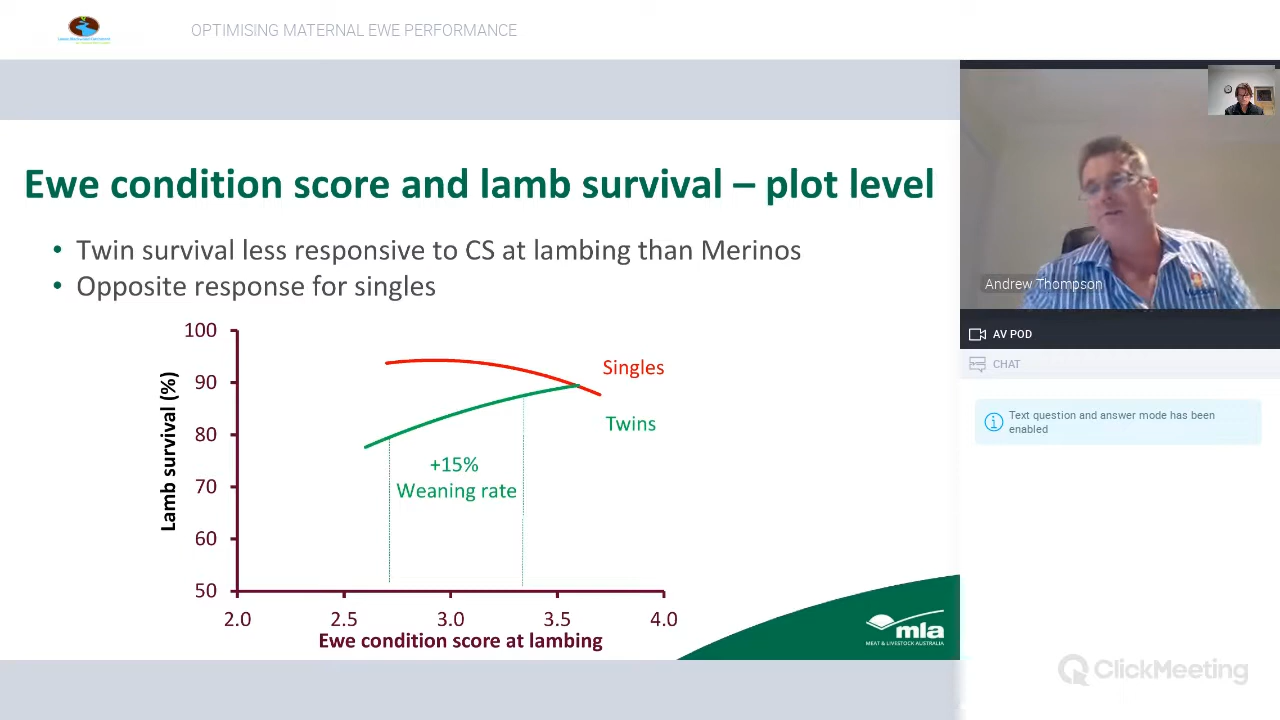 OPTIMISING MATERNAL EWE PERFORMANCE
Ewe condition score and lamb survival – plot level
• Twin survival less responsive to CS at lambing than Merinos
• Opposite response for singles
100
90
80
70
60
50
Lamb survival (%)
Singles
Twins
+15%
Weaning rate
2.0 2.5 3.0 3.5 4.0
Ewe condition score at lambing
mla
MEAT & LIVESTOCK AUSTRALIA
Andrew Thompson
AV POD
CHAT
Text question and answer mode has been
enabled
ClickMeeting